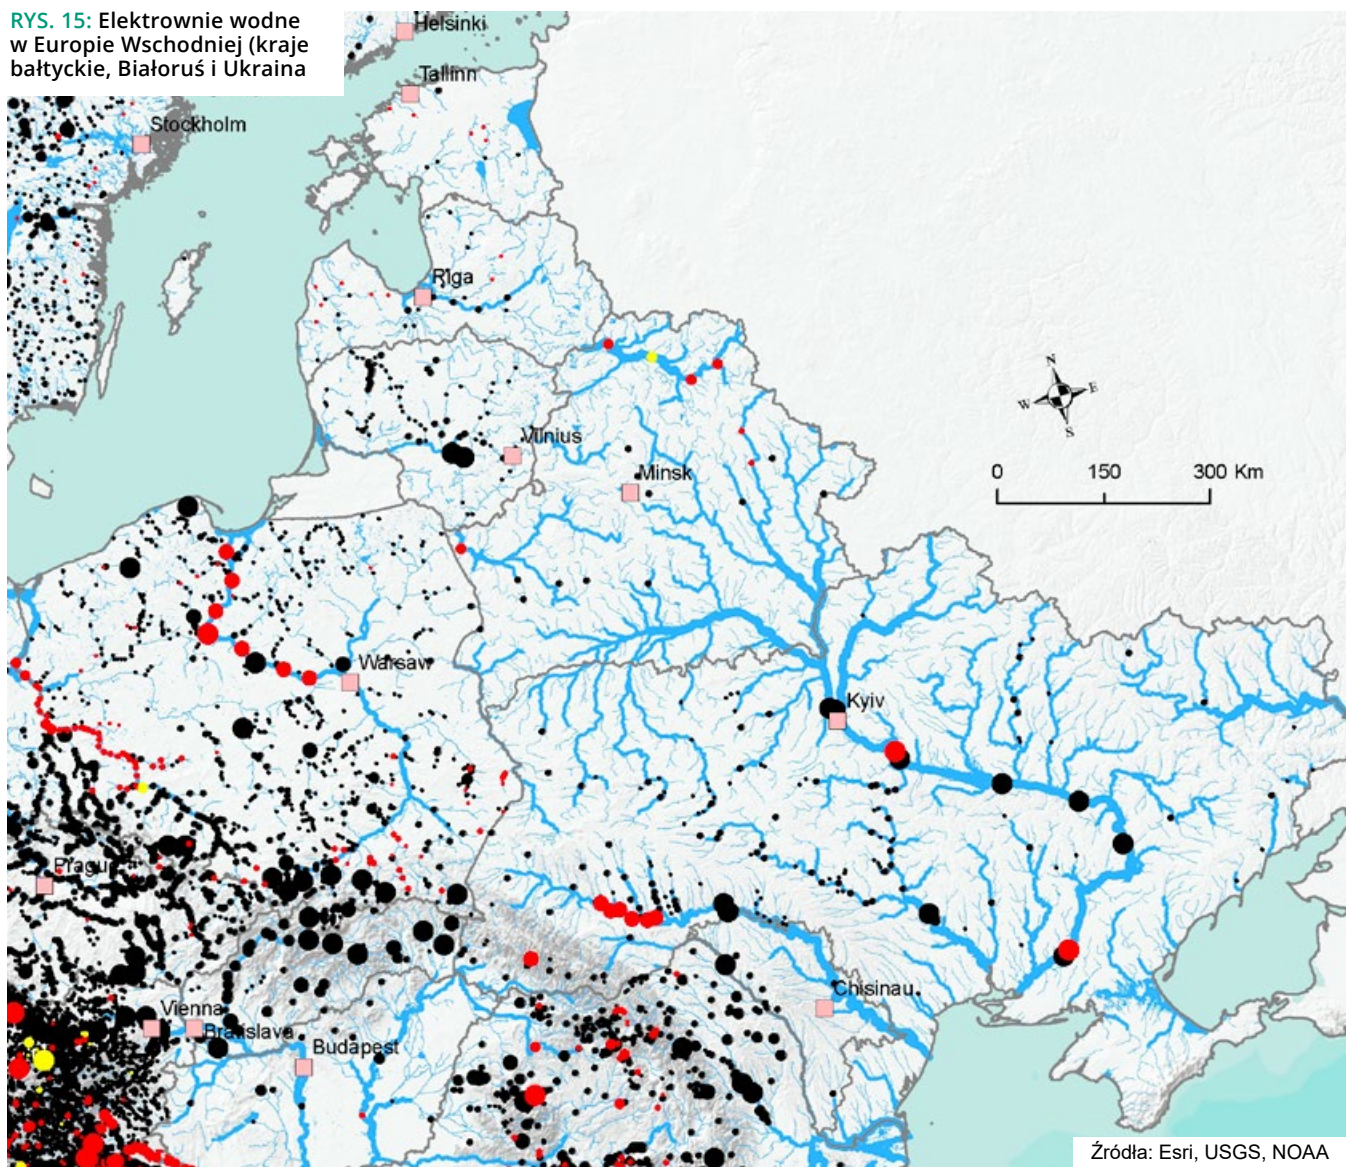 RYS. 15: Elektrownie wodne
w Europie Wschodniej (kraje
bałtyckie, Białoruś i Ukraina
Helsinki
Tallinn
Stockholm
Riga
N
W E
S
Vilnius
Minsk
0 150 300 Km
Warsaw
Kyiv
Prague
Chisinau
Vienna
Bratislava
Budapest
Źródła: Esri, USGS, NOAA